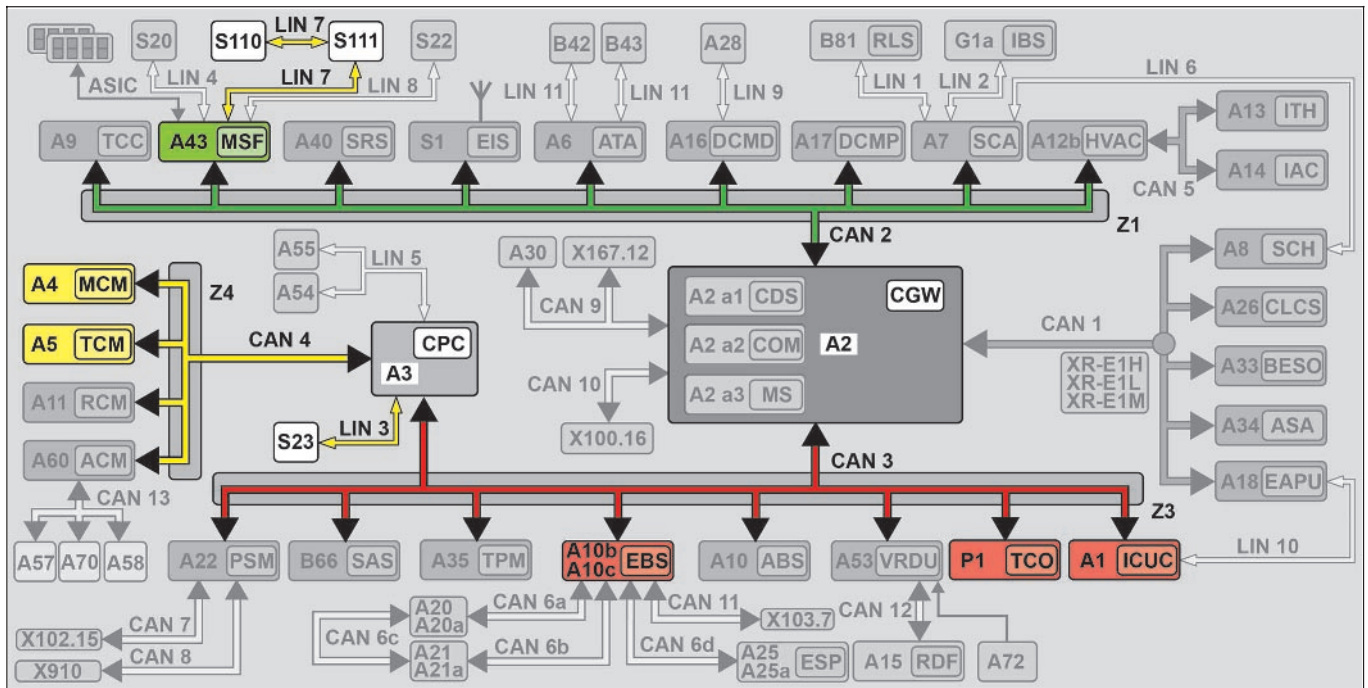 S20
LIN 7
S110
S111
S22
B42
B43
A28
B81 RLS
G1a IBS
LIN 6
ASIC
LIN 4
LIN 7
LIN 8
LIN 11
LIN 11
LIN 9
LIN 1
LIN 2
A9 TCC
A43 MSF
A40 SRS
S1 EIS
A6 ATA
A16 DCMD
A17 DCMP
A7 SCA
A12b HVAC
A13 ITH
A14 IAC
CAN 5
Z1
CAN 2
A55
A54
LIN 5
A30
X167.12
CAN 9
A8 SCH
A4 MCM
Z4
A2 a1 CDS
CGW
A26 CLCS
A5 TCM
CAN 4
CPC
A3
A2 a2 COM
A2
CAN 1
XR-E1H
XR-E1L
XR-E1M
A33 BESO
A11 RCM
CAN 10
A2 a3 MS
A34 ASA
S23
LIN 3
X100.16
A60 ACM
CAN 3
A18 EAPU
CAN 13
Z3
A57
A70
A58
A22 PSM
B66 SAS
A35 TPM
A10b
A10c
EBS
A10 ABS
A53 VRDU
P1 TCO
A1 ICUC
LIN 10
CAN 7
X102.15
CAN 8
X910
A20
A20a
CAN 6a
CAN 6c
A21
A21a
CAN 6b
CAN 11
X103.7
CAN 6d
A25
A25a
ESP
CAN 12
A15 RDF
A72